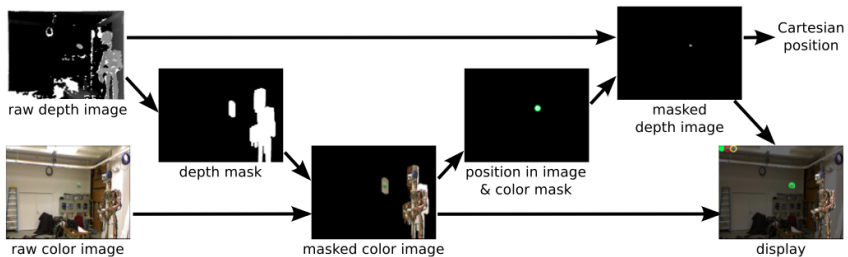 Cartesian
position
raw depth image
masked
depth image
depth mask
position in image
& color mask
raw color image
masked color image
display